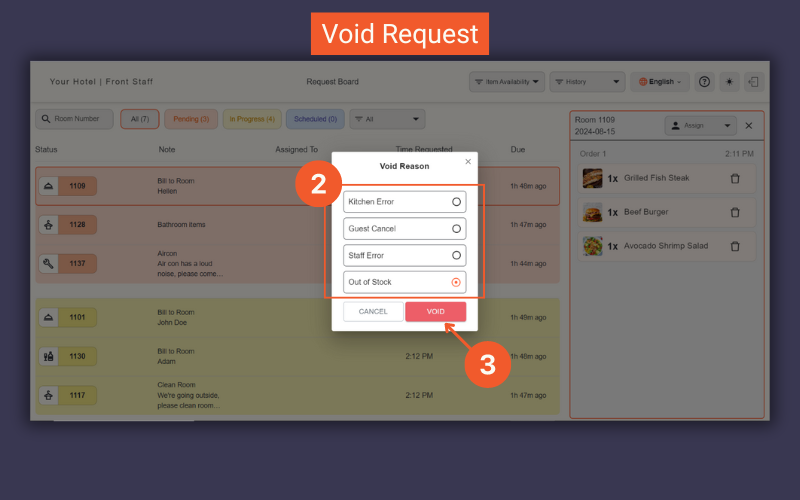 Void Request
Your Hotel | Front Staff
Request Board
Item Availability
History
English
Room Number
All (7)
Pending (3)
In Progress (4)
Scheduled (0)
All
Room 1109
2024-08-15
Assign
Status
Note
Assigned To
Time Requested
Due
Order 1
2:11 PM
1x Grilled Fish Steak
1x Beef Burger
1x Avocado Shrimp Salad
1109
Bill to Room
Hellen
1h 48m ago
1128
Bathroom items
1h 47m ago
1137
Aircon
Air con has a loud
noise, please come...
1h 44m ago
1101
Bill to Room
John Doe
1h 49m ago
1130
Bill to Room
Adam
2:12 PM
1h 46m ago
1117
Clean Room
We're going outside,
please clean room...
2:12 PM
1h 47m ago
Void Reason
2
Kitchen Error
Guest Cancel
Staff Error
Out of Stock
CANCEL
VOID
3